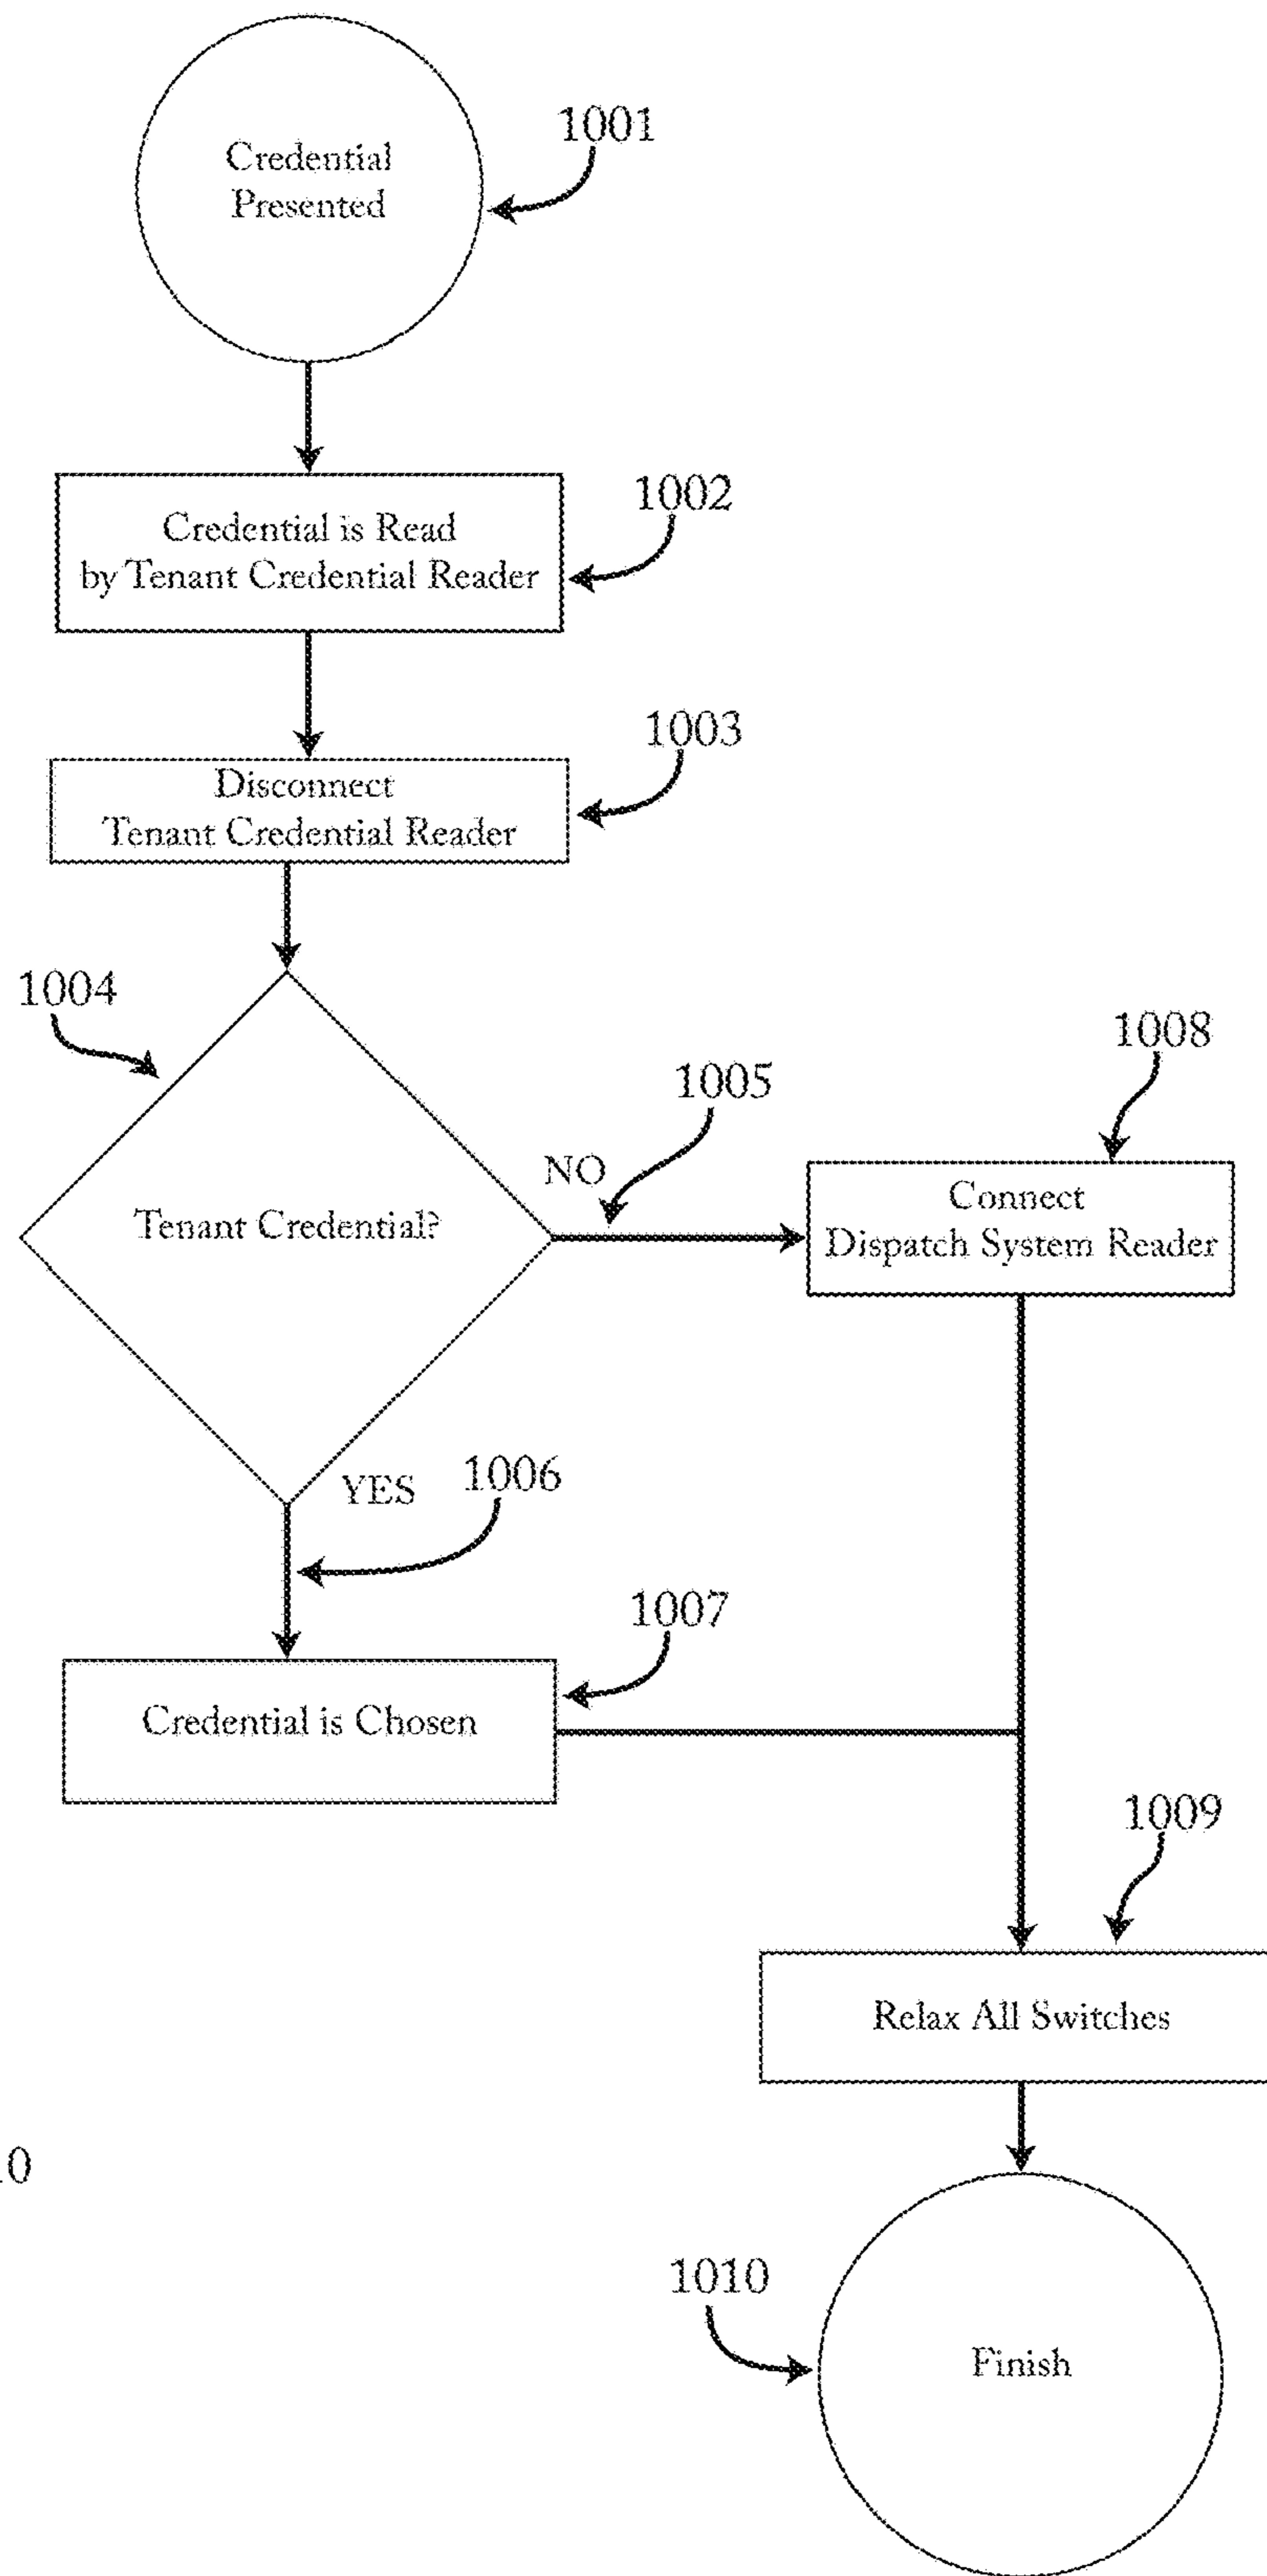 Credential
Presented
1001
1002
Credential is Read
by Tenant Credential Reader
1003
Disconnect
Tenant Credential Reader
1004
Tenant Credential?
NO
1005
1008
Connect
Dispatch System Reader
YES
1006
1007
Credential is Chosen
1009
Relax All Switches
1010
Finish